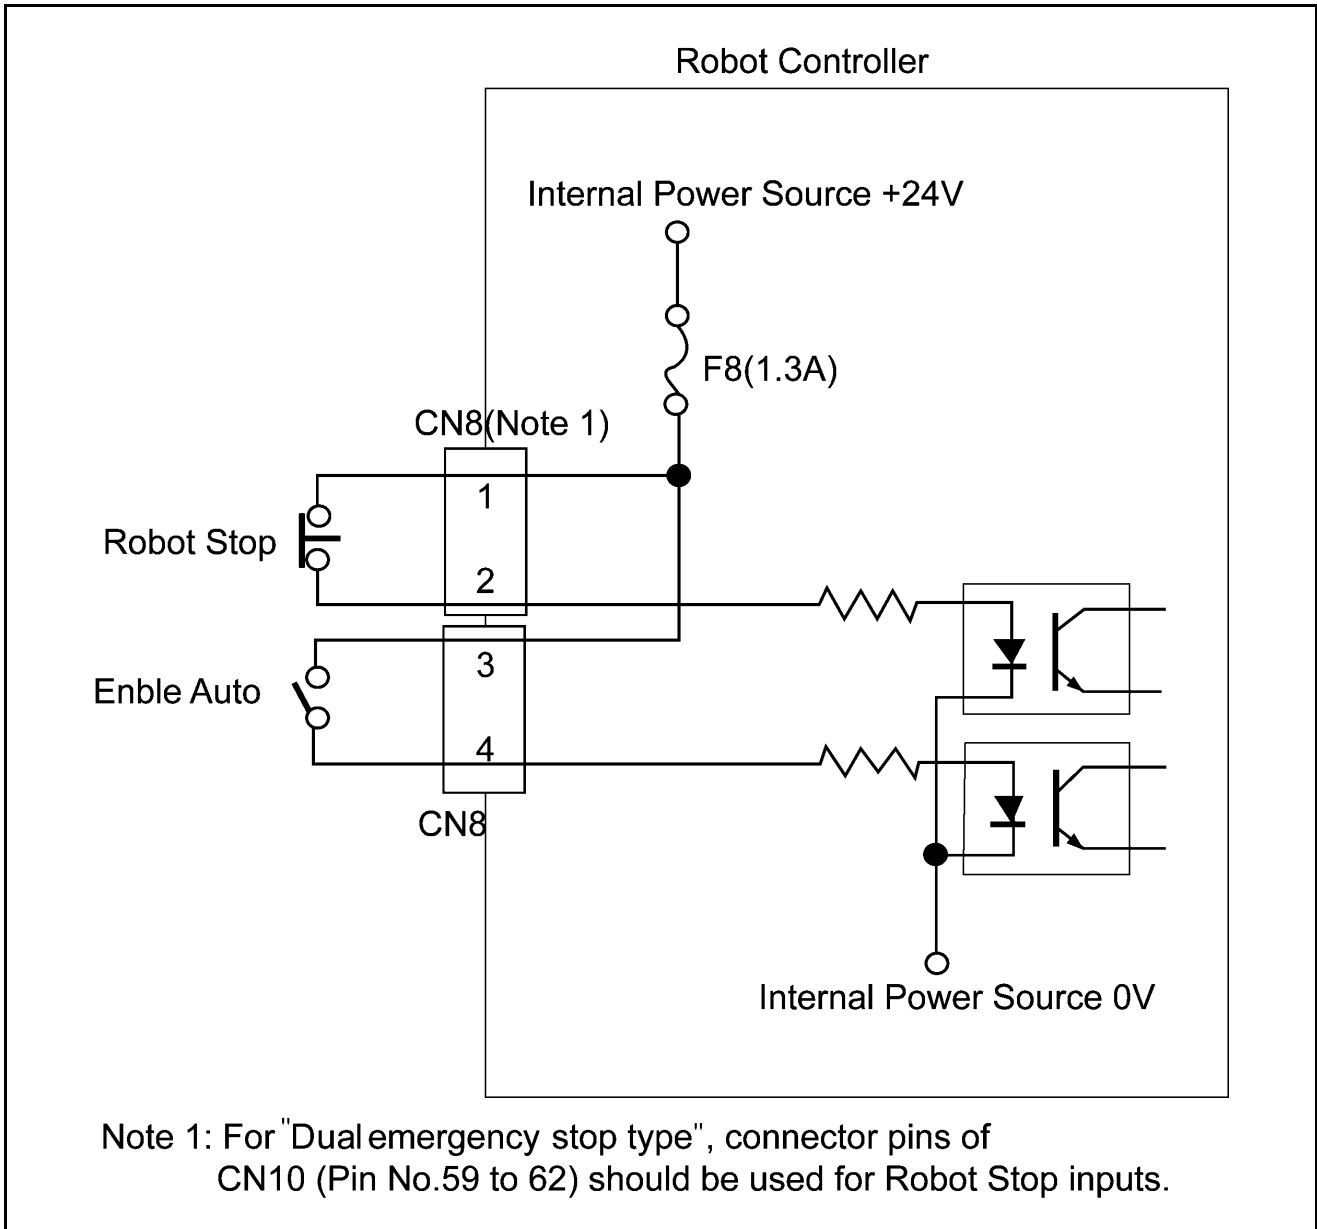 Robot Controller
Internal Power Source +24V
F8(1.3A)
CN8(Note 1)
1
Robot Stop
2
3
Enble Auto
4
CN8
Internal Power Source 0V
Note 1: For "Dual emergency stop type", connector pins of
CN10 (Pin No.59 to 62) should be used for Robot Stop inputs.